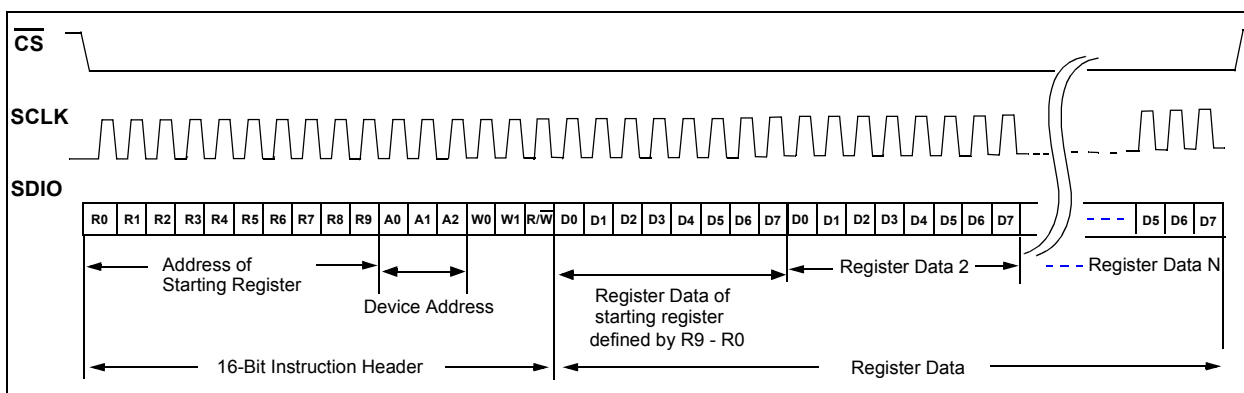 CS
SCLK
SDIO
R0 R1 R2 R3 R4 R5 R6 R7 R8 R9 A0 A1 A2 W0 W1 R/W D0 D1 D2 D3 D4 D5 D6 D7 D0 D1 D2 D3 D4 D5 D6 D7 D5 D6 D7
Address of
Starting Register
Device Address
Register Data of
starting register
defined by R9 - R0
Register Data 2
Register Data N
16-Bit Instruction Header
Register Data